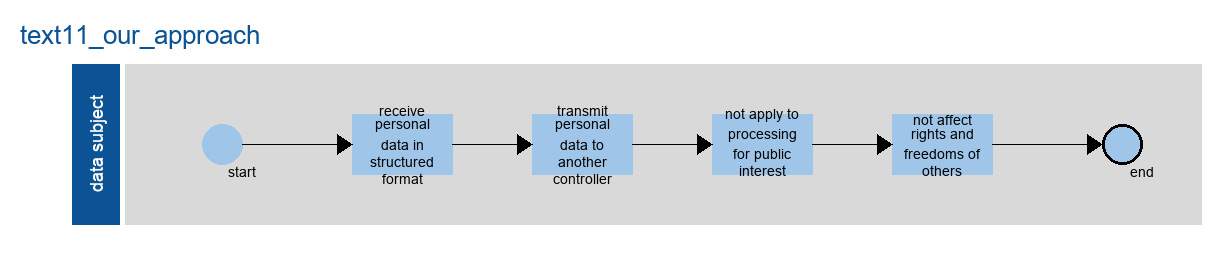 text11_our_approach
data subject
start
receive
personal
data in
structured
format
transmit
personal
data to
another
controller
not apply to
processing
for public
interest
not affect
rights and
freedoms of
others
end